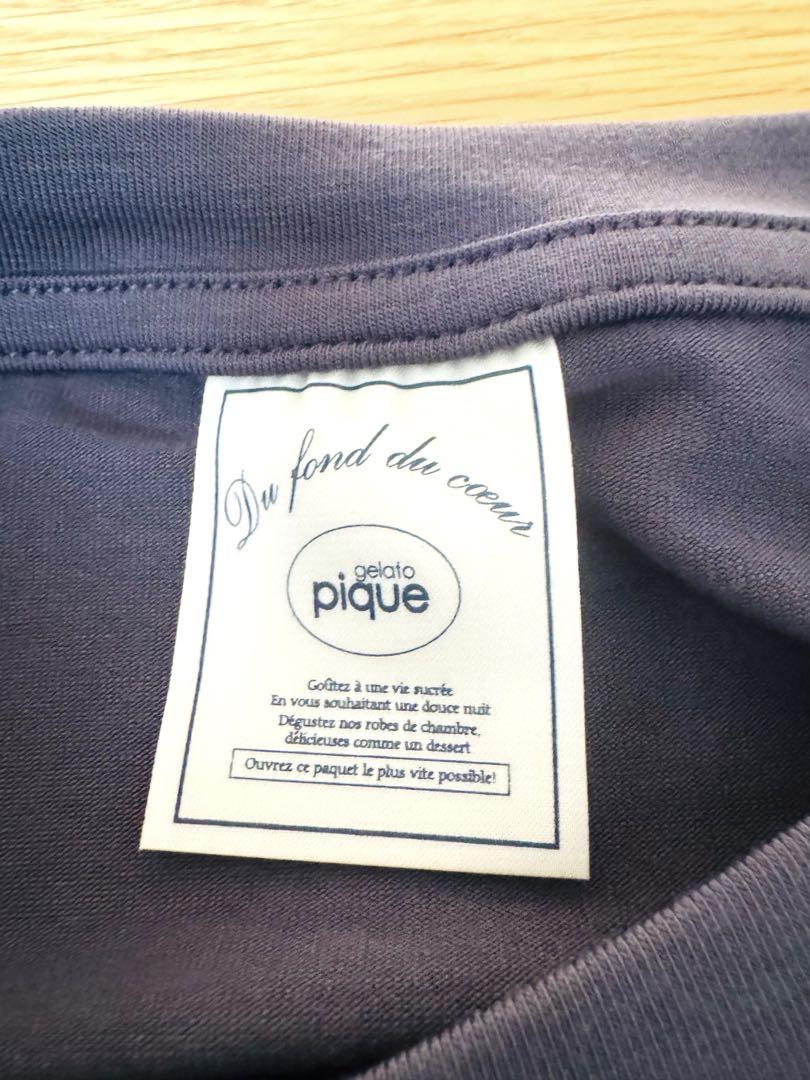 Du fond du cœur
gelato
pique
Goûtez à une vie sucrée
En vous souhaitant une douce nuit
Dégustez nos robes de chambre,
délicieuses comme un dessert
Ouvrez ce paquet le plus vite possible!